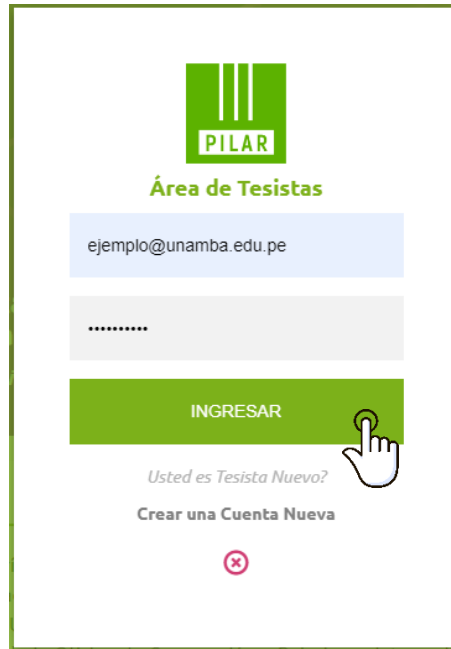 PILAR
Área de Tesistas
ejemplo@unamba.edu.pe
••••••••••
INGRESAR
Usted es Tesista Nuevo?
Crear una Cuenta Nueva